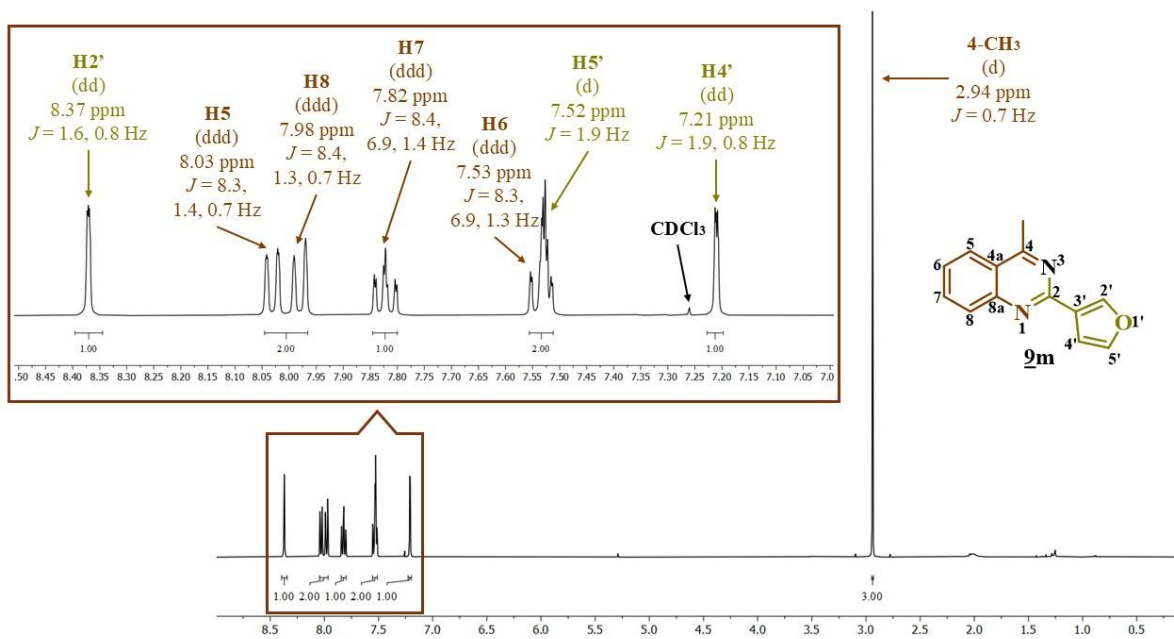 H2’
(dd)
8.37 ppm
J = 1.6, 0.8 Hz
H5
(ddd)
8.03 ppm
J = 8.3,
1.4, 0.7 Hz
H8
(ddd)
7.98 ppm
J = 8.4,
1.3, 0.7 Hz
H7
(ddd)
7.82 ppm
J = 8.4,
6.9, 1.4 Hz
H6
(ddd)
7.53 ppm
J = 8.3,
6.9, 1.3 Hz
H5’
(d)
7.52 ppm
J = 1.9 Hz
CDCl₃
H4’
(dd)
7.21 ppm
J = 1.9, 0.8 Hz
4-CH₃
(d)
2.94 ppm
J = 0.7 Hz
1.00 2.00 1.00 2.00 1.00
.50 8.45 8.40 8.35 8.30 8.25 8.20 8.15 8.10 8.05 8.00 7.95 7.90 7.85 7.80 7.75 7.70 7.65 7.60 7.55 7.50 7.45 7.40 7.35 7.30 7.25 7.20 7.15 7.10 7.05 7.0
5 4 4a N 3
6 2 2'
7 8a 3' O 1'
8 N 1 4' 5'
9m
1.00 2.00 1.00 2.00 1.00 3.00
8.5 8.0 7.5 7.0 6.5 6.0 5.5 5.0 4.5 4.0 3.5 3.0 2.5 2.0 1.5 1.0 0.5